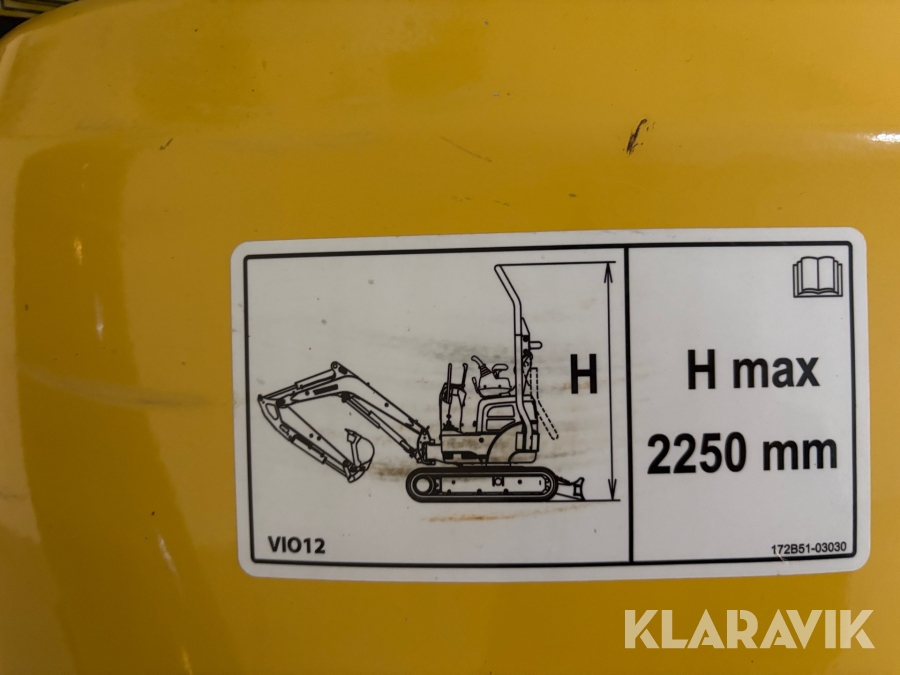 H
H max
2250 mm
VIO12
172B51-03030
KLARAVIK